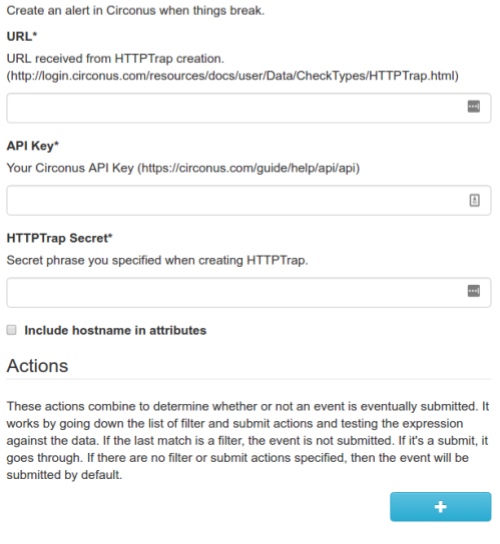 Create an alert in Circonus when things break.
URL*
URL received from HTTPTrap creation.
(http://login.circonus.com/resources/docs/user/Data/CheckTypes/HTTPTrap.html)
API Key*
Your Circonus API Key (https://circonus.com/guide/help/api/api)
HTTPTrap Secret*
Secret phrase you specified when creating HTTPTrap.
Include hostname in attributes
Actions
These actions combine to determine whether or not an event is eventually submitted. It
works by going down the list of filter and submit actions and testing the expression
against the data. If the last match is a filter, the event is not submitted. If it's a submit, it
goes through. If there are no filter or submit actions specified, then the event will be
submitted by default.
+